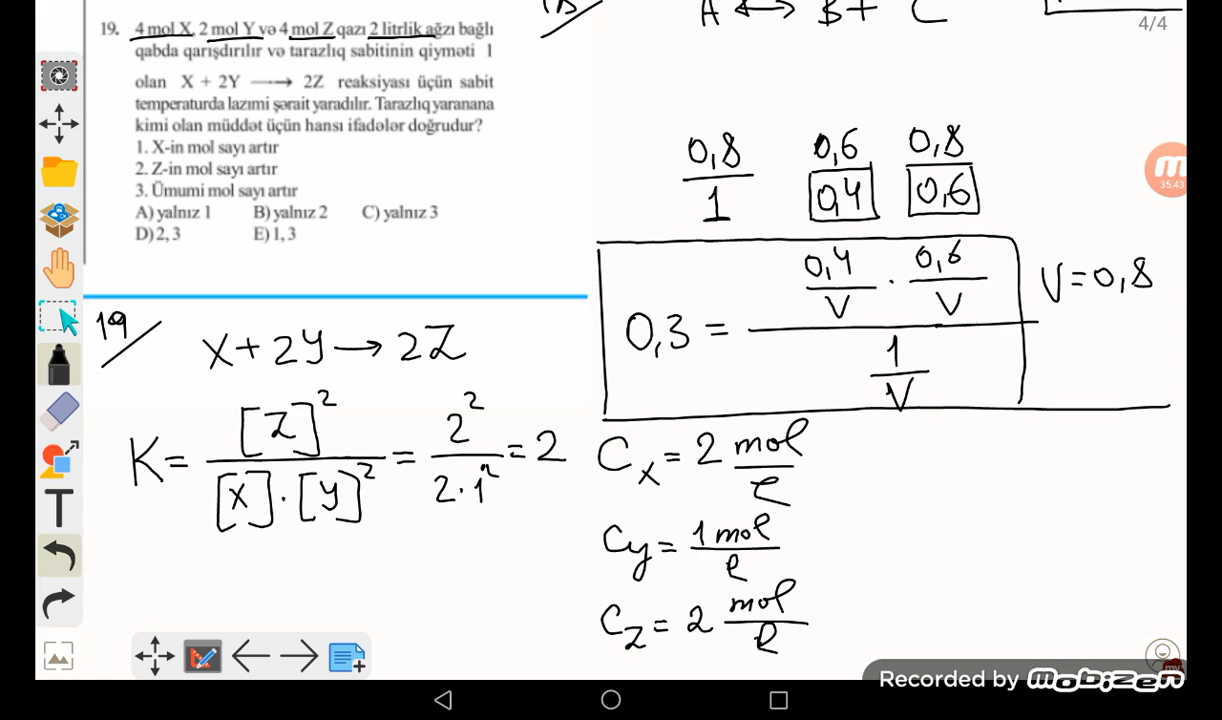 19. 4 mol X, 2 mol Y və 4 mol Z qazı 2 litrlik ağzı bağlı
qabda qarışdırılır və tarazlıq sabitinin qiyməti 1
olan X + 2Y ⟶ 2Z reaksiyası üçün sabit
temperaturda lazımi şərait yaradılır. Tarazlıq yaranana
kimi olan müddət üçün hansı ifadələr doğrudur?
1. X-in mol sayı artır
2. Z-in mol sayı artır
3. Ümumi mol sayı artır
A) yalnız 1 B) yalnız 2 C) yalnız 3
D) 2, 3 E) 1, 3
A ⟷ B + C
4/4
35:43
0,8/1 0,6 0,4 0,8 0,6
0,3 = (0,4/V · 0,6/V) / (1/V) V=0,8
19/ X + 2Y → 2Z
K = [Z]² / [X]·[Y]² = 2² / 2·1² = 2
Cx = 2 mol/l
Cy = 1 mol/l
Cz = 2 mol/l
T
Recorded by mobizen